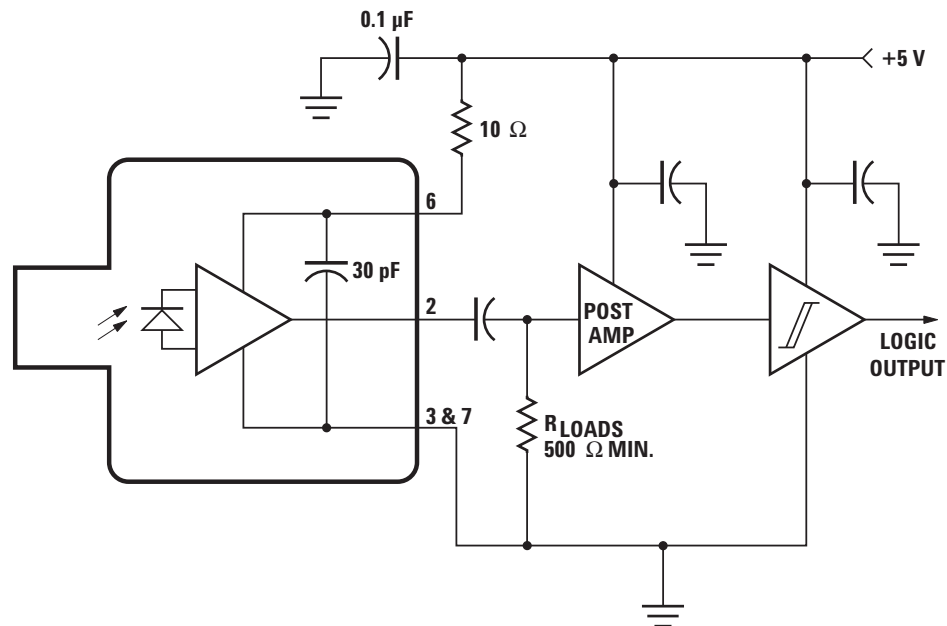 0.1 µF
+5 V
10 Ω
6
30 pF
2
POST
AMP
LOGIC
OUTPUT
3 & 7
RLOADS
500 Ω MIN.